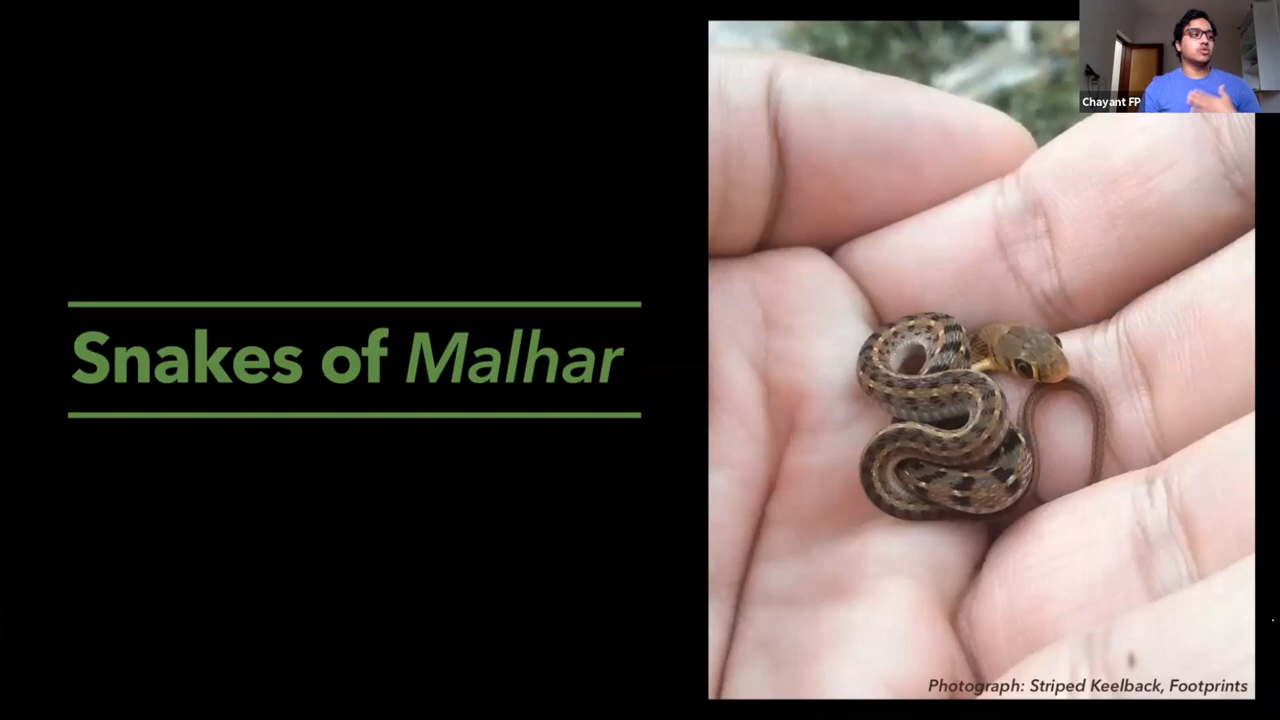 Chayant FP
Snakes of Malhar
Photograph: Striped Keelback, Footprints